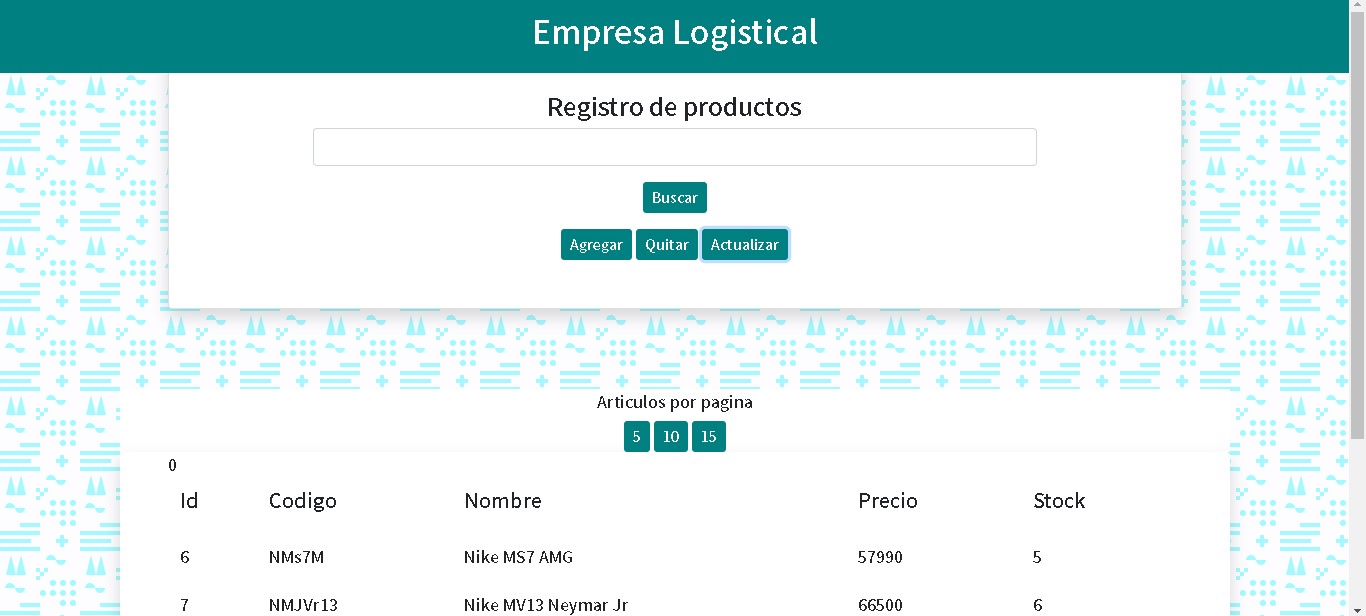 Empresa Logistical
Registro de productos
Buscar
Agregar Quitar Actualizar
Articulos por pagina
5 10 15
0
Id Codigo Nombre Precio Stock
6 NMs7M Nike MS7 AMG 57990 5
7 NMJVr13 Nike MV13 Neymar Jr 66500 6